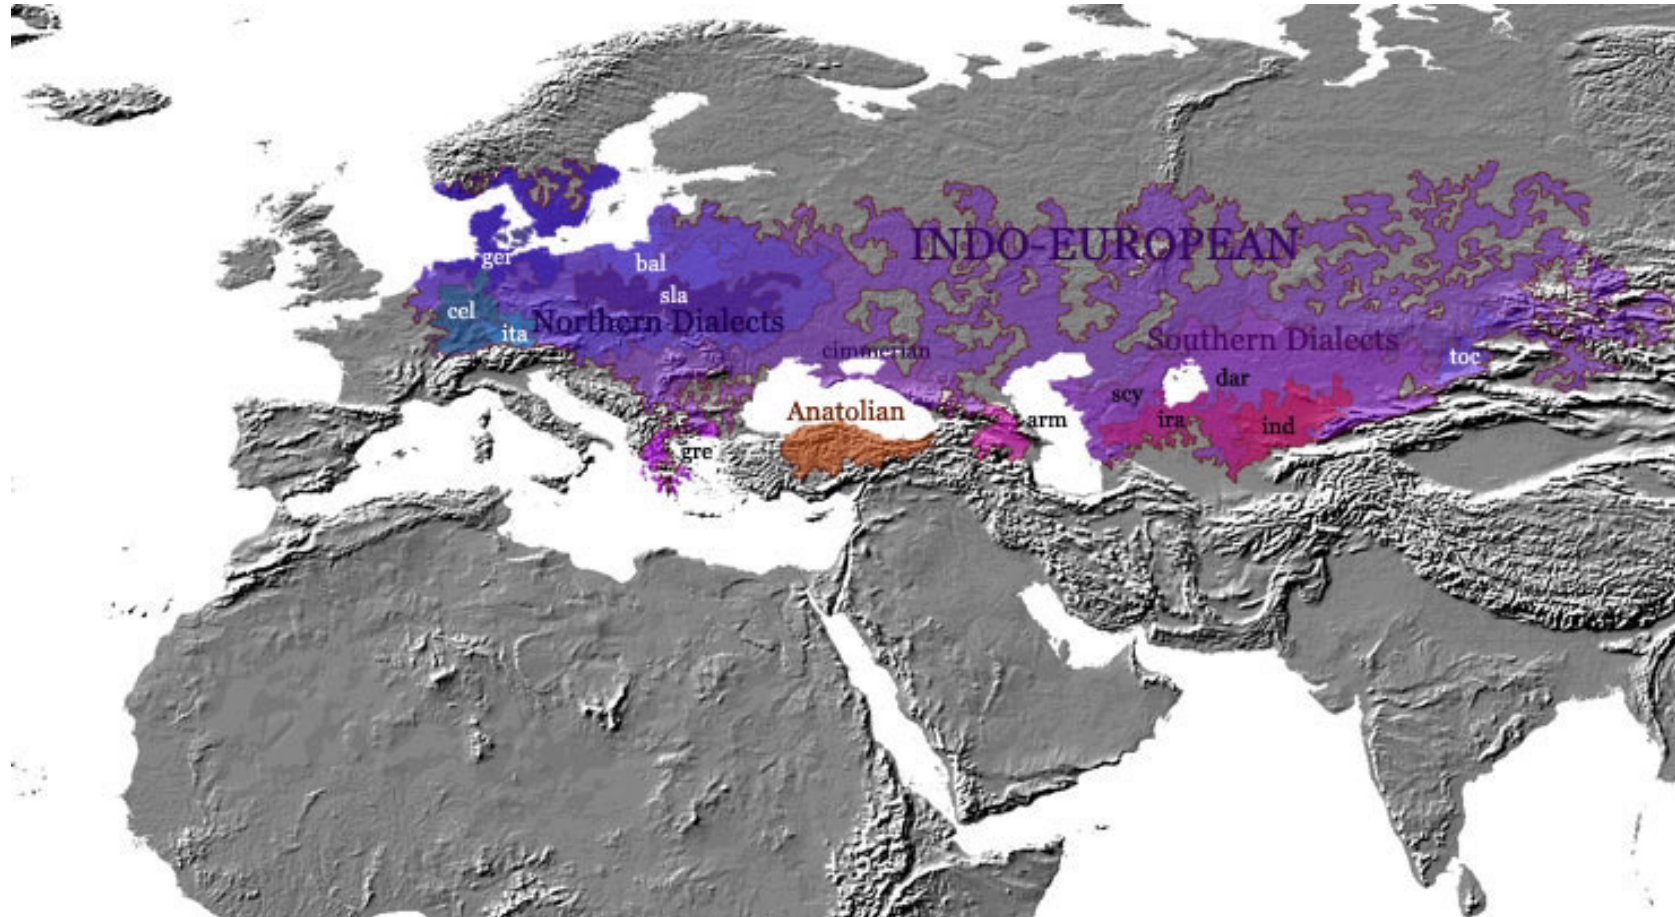 INDO-EUROPEAN
ger
bal
sla
cel
ita
Northern Dialects
Southern Dialects
cimmerian
toc
dar
scy
Anatolian
arm
ira
ind
gre